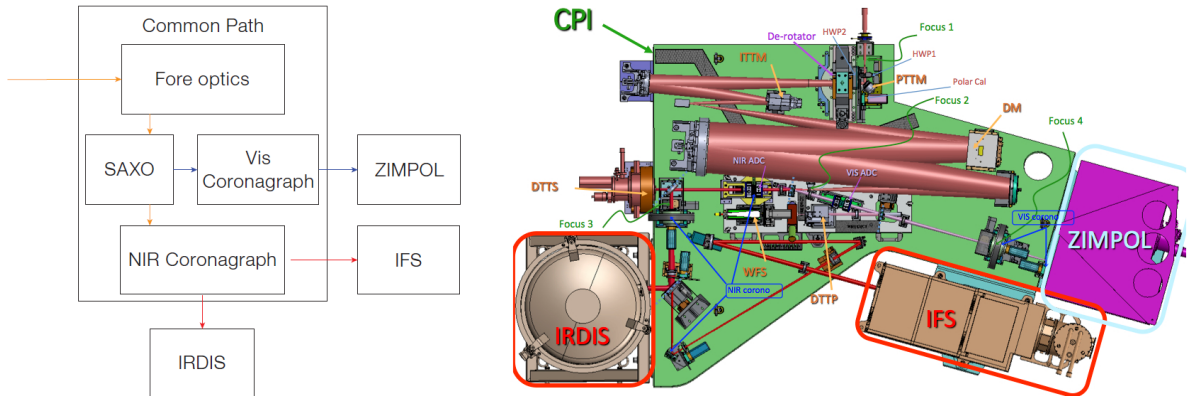 Common Path
Fore optics
SAXO
Vis
Coronagraph
ZIMPOL
NIR Coronagraph
IFS
IRDIS
CPI
De-rotator
HWP2
Focus 1
ITTM
HWP1
PTTM
Polar Cal
Focus 2
DM
Focus 4
NIR ADC
VIS ADC
DTTS
Focus 3
VIS corono
ZIMPOL
WFS
NIR corono
DTTP
IRDIS
IFS